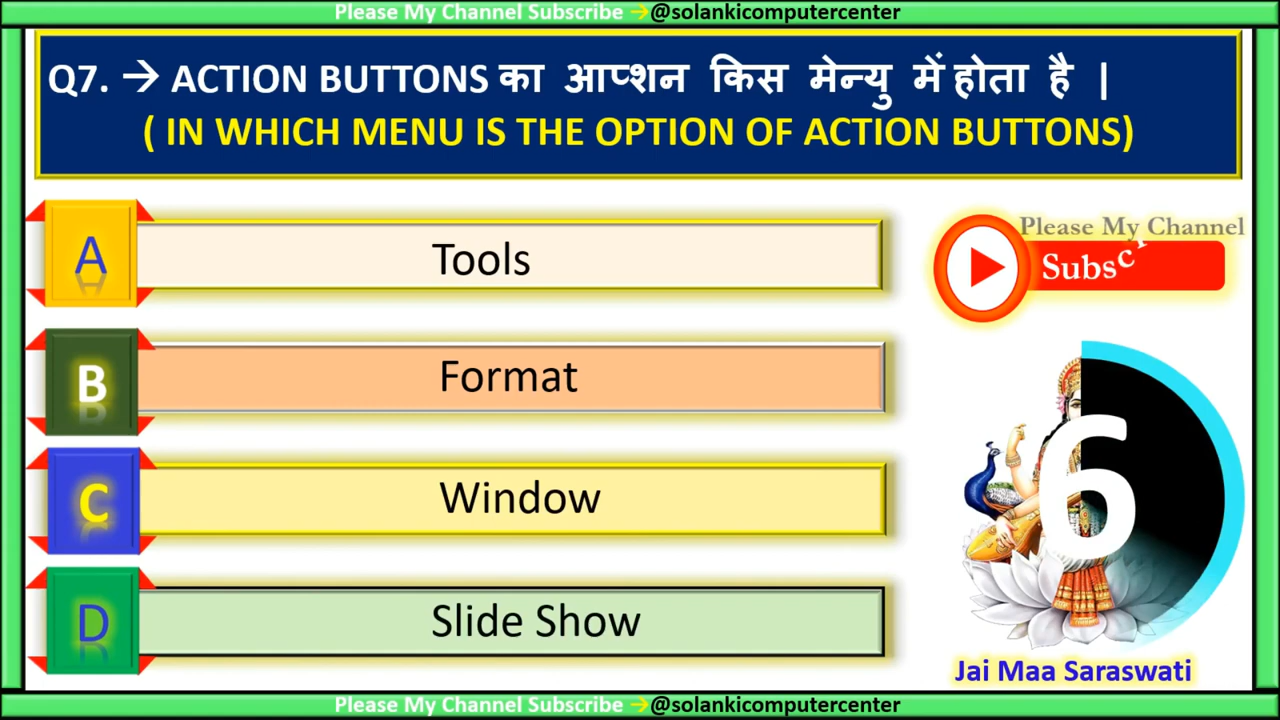 Please My Channel Subscribe →@solankicomputercenter
Q7. → ACTION BUTTONS का आप्शन किस मेन्यु में होता है |
( IN WHICH MENU IS THE OPTION OF ACTION BUTTONS)
A Tools
Please My Channel
Subscr
B Format
6
C Window
D Slide Show
Jai Maa Saraswati
Please My Channel Subscribe →@solankicomputercenter